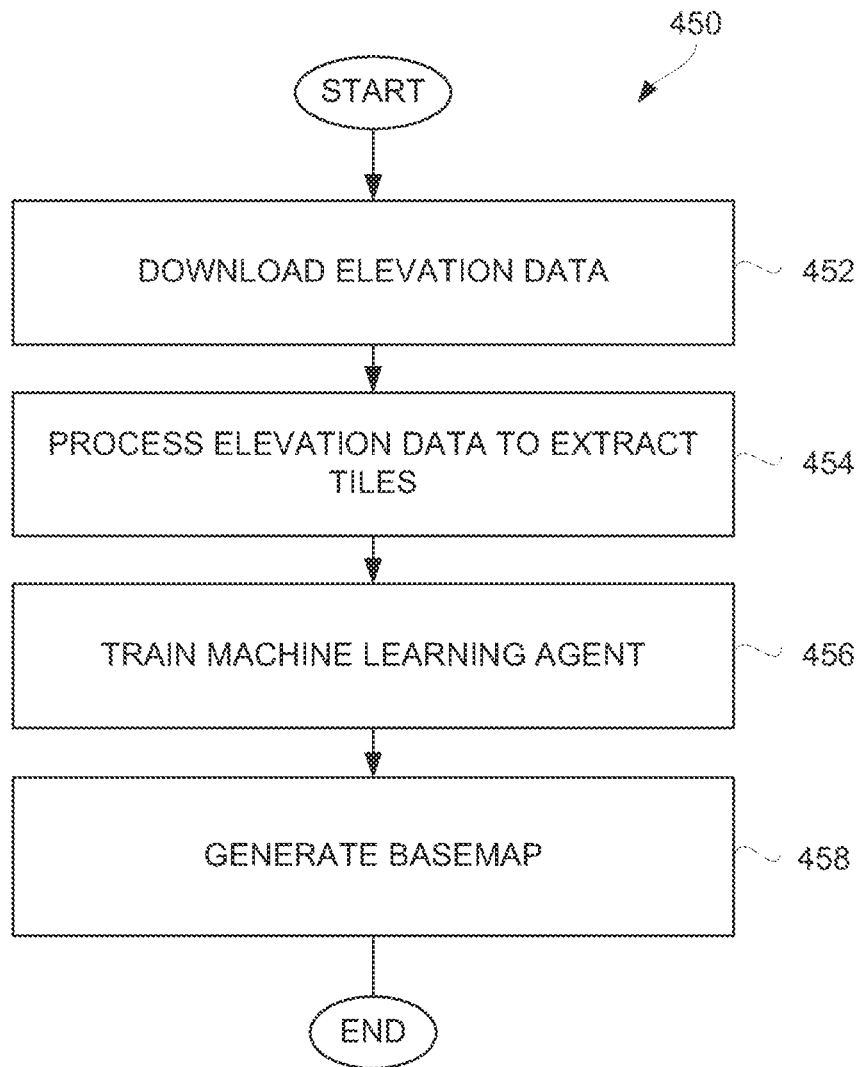 450
START
DOWNLOAD ELEVATION DATA
452
PROCESS ELEVATION DATA TO EXTRACT
TILES
454
TRAIN MACHINE LEARNING AGENT
456
GENERATE BASEMAP
458
END